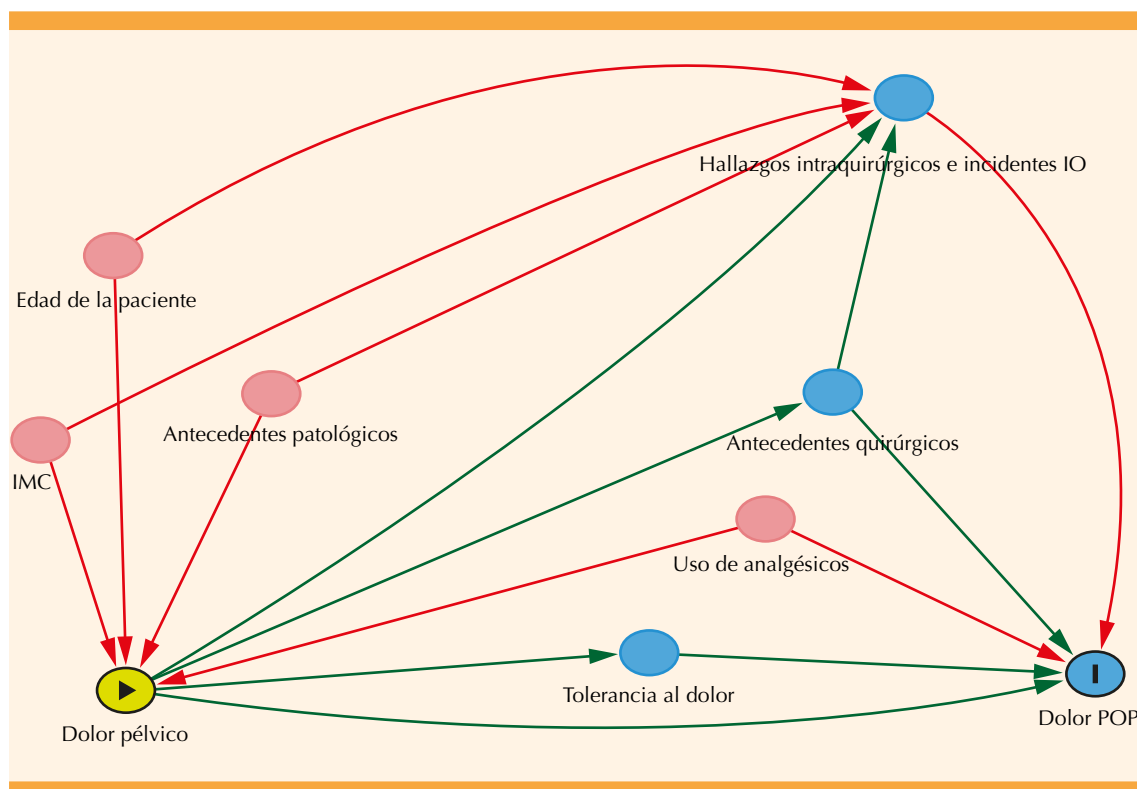 Hallazgos intraquirúrgicos e incidentes IO
Edad de la paciente
Antecedentes patológicos
Antecedentes quirúrgicos
IMC
Uso de analgésicos
Tolerancia al dolor
Dolor POP
Dolor pélvico